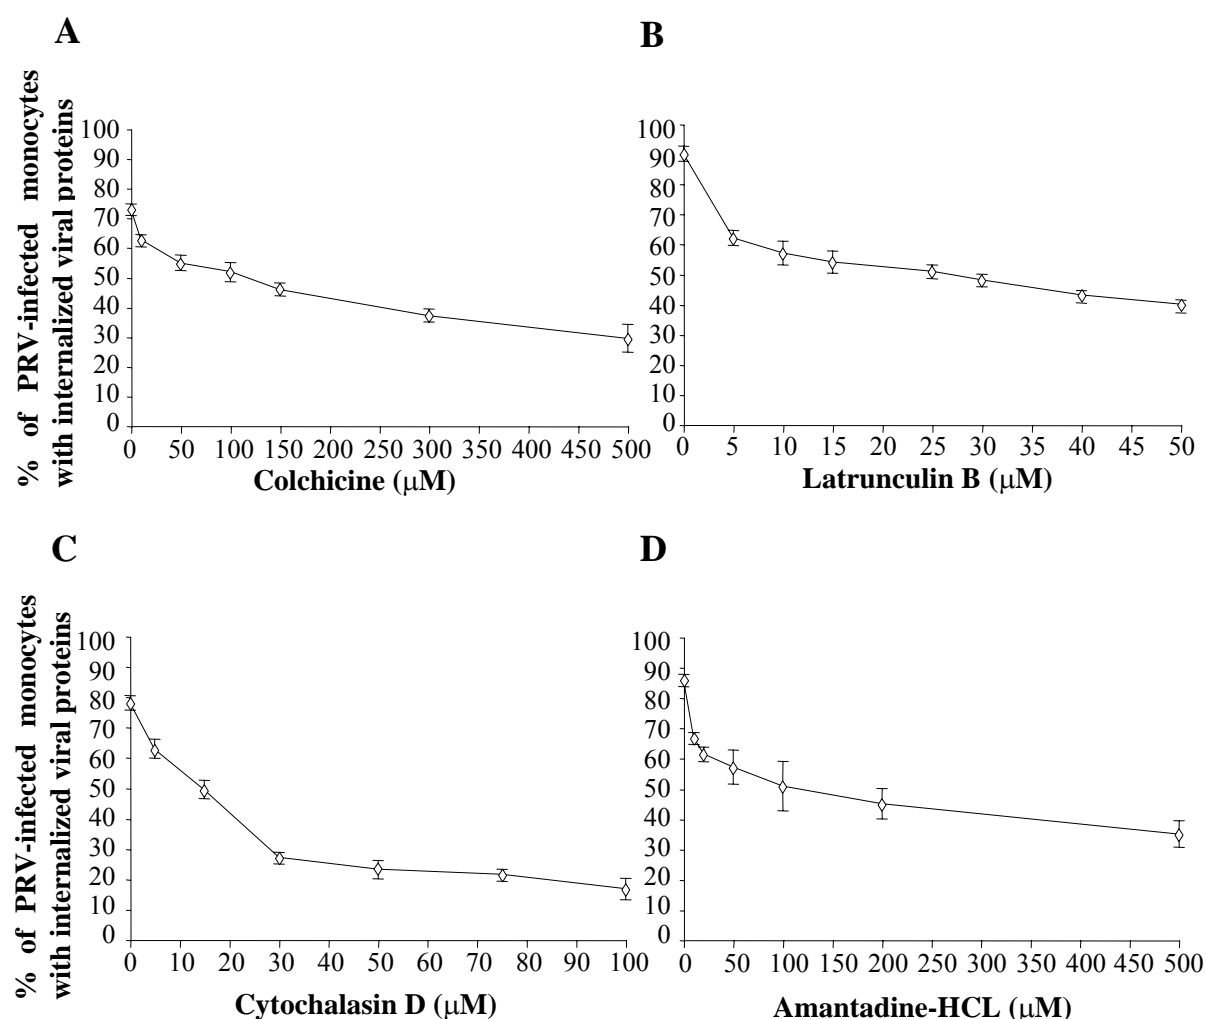 A
% of PRV-infected monocytes
with internalized viral proteins
100
90
80
70
60
50
40
30
20
10
0
0 50 100 150 200 250 300 350 400 450 500
Colchicine (μM)
B
100
90
80
70
60
50
40
30
20
10
0
0 5 10 15 20 25 30 35 40 45 50
Latrunculin B (μM)
C
% of PRV-infected monocytes
with internalized viral proteins
100
90
80
70
60
50
40
30
20
10
0
0 10 20 30 40 50 60 70 80 90 100
Cytochalasin D (μM)
D
100
90
80
70
60
50
40
30
20
10
0
0 50 100 150 200 250 300 350 400 450 500
Amantadine-HCL (μM)